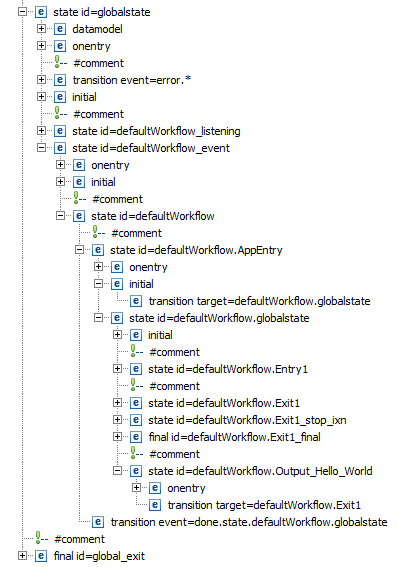 state id=globalstate
datamodel
onentry
#comment
transition event=error.*
initial
#comment
state id=defaultWorkflow_listening
state id=defaultWorkflow_event
onentry
initial
#comment
state id=defaultWorkflow
#comment
state id=defaultWorkflow.AppEntry
onentry
initial
transition target=defaultWorkflow.globalstate
state id=defaultWorkflow.globalstate
initial
#comment
state id=defaultWorkflow.Entry1
#comment
state id=defaultWorkflow.Exit1
state id=defaultWorkflow.Exit1_stop_ixn
final id=defaultWorkflow.Exit1_final
#comment
state id=defaultWorkflow.Output_Hello_World
onentry
transition target=defaultWorkflow.Exit1
transition event=done.state.defaultWorkflow.globalstate
#comment
final id=global_exit